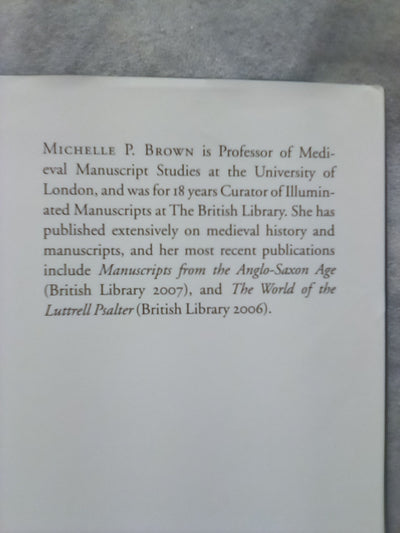 MICHELLE P. BROWN is Professor of Medi-
eval Manuscript Studies at the University of
London, and was for 18 years Curator of Illumin-
ated Manuscripts at The British Library. She has
published extensively on medieval history and
manuscripts, and her most recent publications
include Manuscripts from the Anglo-Saxon Age
(British Library 2007), and The World of the
Luttrell Psalter (British Library 2006).